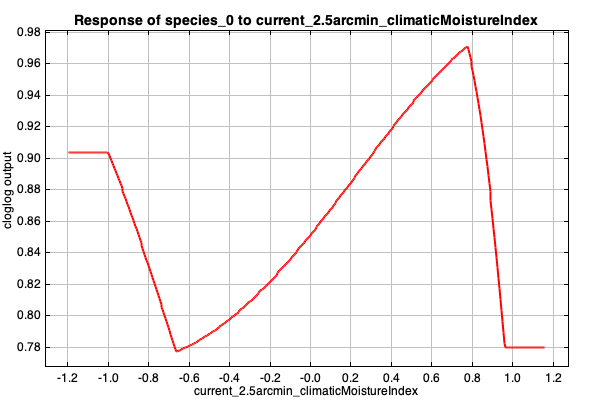 Response of species_0 to current_2.5arcmin_climaticMoistureIndex
0.98
0.96
0.94
0.92
0.90
0.88
0.86
0.84
0.82
0.80
0.78
cloglog output
-1.2 -1.0 -0.8 -0.6 -0.4 -0.2 -0.0 0.2 0.4 0.6 0.8 1.0 1.2
current_2.5arcmin_climaticMoistureIndex